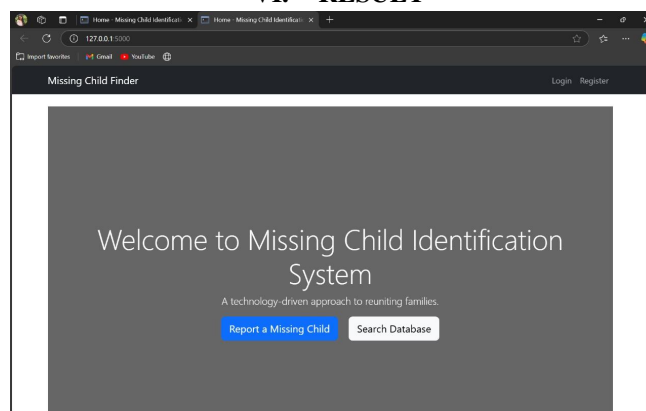 VI. RESULT
Home - Missing Child Identificati
Home - Missing Child Identificati
127.0.0.1:5000
Import favorites Gmail YouTube
Missing Child Finder Login Register
Welcome to Missing Child Identification
System
A technology-driven approach to reuniting families.
Report a Missing Child Search Database